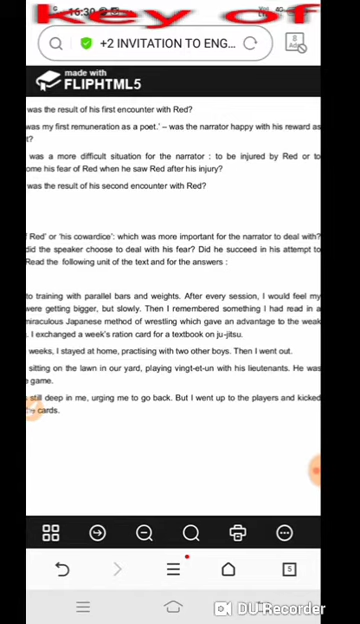 key of
16:30
+2 INVITATION TO ENG...
8
Ads
made with
FLIPHTML5
was the result of his first encounter with Red?
was my first remuneration as a poet.' – was the narrator happy with his reward as
t?
was a more difficult situation for the narrator : to be injured by Red or to
ome his fear of Red when he saw Red after his injury?
was the result of his second encounter with Red?
Red' or 'his cowardice': which was more important for the narrator to deal with?
did the speaker choose to deal with his fear? Did he succeed in his attempt to
Read the following unit of the text and for the answers :
to training with parallel bars and weights. After every session, I would feel my
were getting bigger, but slowly. Then I remembered something I had read in a
miraculous Japanese method of wrestling which gave an advantage to the weak
. I exchanged a week's ration card for a textbook on ju-jitsu.
weeks, I stayed at home, practising with two other boys. Then I went out.
sitting on the lawn in our yard, playing vingt-et-un with his lieutenants. He was
game.
still deep in me, urging me to go back. But I went up to the players and kicked
cards.
5
DU Recorder